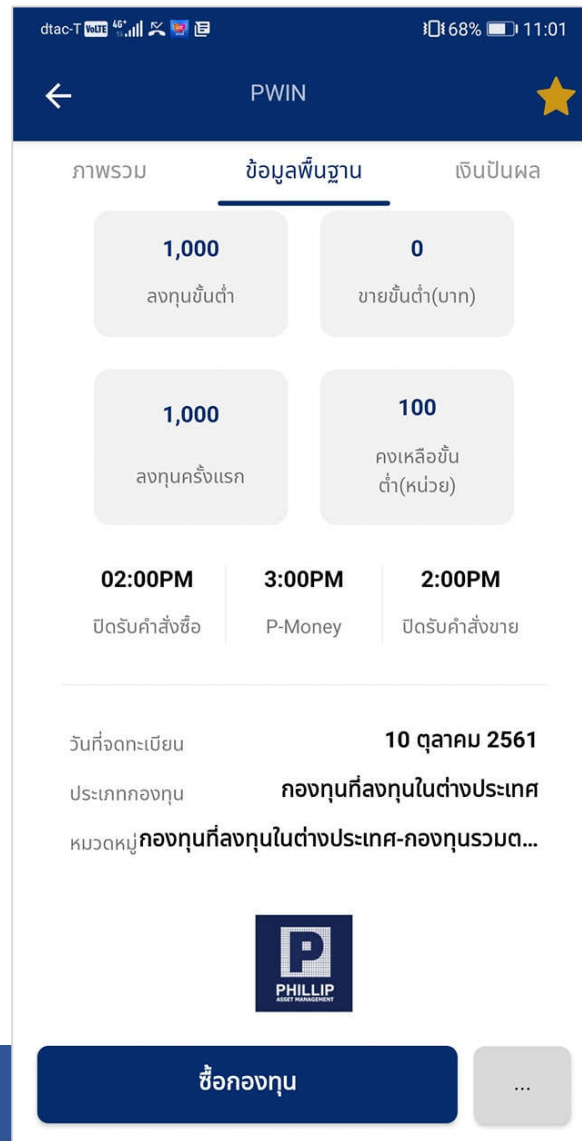 dtac-T VoLTE 4G+ 68% 11:01
PWIN
ภาพรวม ข้อมูลพื้นฐาน เงินปันผล
1,000 0
ลงทุนขั้นต่ำ ขายขั้นต่ำ(บาท)
1,000 100
ลงทุนครั้งแรก คงเหลือขั้น
ต่ำ(หน่วย)
02:00PM 3:00PM 2:00PM
ปิดรับคำสั่งซื้อ P-Money ปิดรับคำสั่งขาย
วันที่จดทะเบียน 10 ตุลาคม 2561
ประเภทกองทุน กองทุนที่ลงทุนในต่างประเทศ
หมวดหมู่ กองทุนที่ลงทุนในต่างประเทศ-กองทุนรวมต...
P
PHILLIP
ASSET MANAGEMENT
ซื้อกองทุน ...